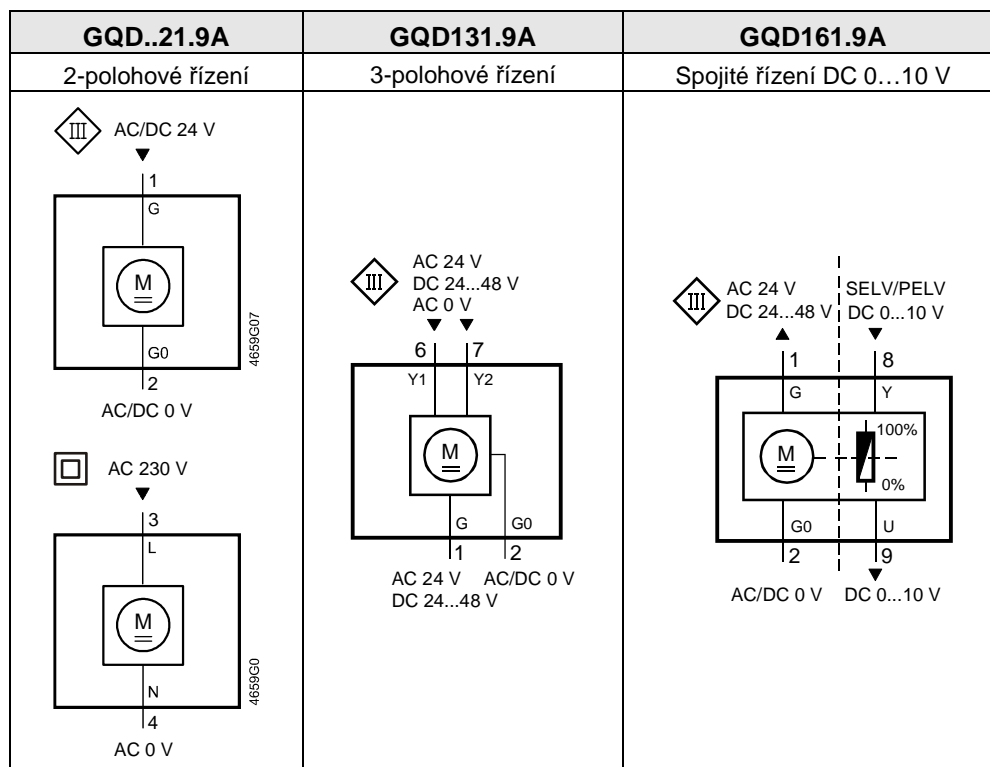 GQD..21.9A
2-polohové řízení
III AC/DC 24 V
1
G
M
G0
2
AC/DC 0 V
4659G07
AC 230 V
3
L
M
N
4
AC 0 V
4659G0
GQD131.9A
3-polohové řízení
III AC 24 V
DC 24...48 V
AC 0 V
6 7
Y1 Y2
M
G G0
1 2
AC 24 V AC/DC 0 V
DC 24...48 V
GQD161.9A
Spojité řízení DC 0…10 V
III AC 24 V SELV/PELV
DC 24...48 V DC 0...10 V
1 8
G Y
100%
M
0%
G0 U
2 9
AC/DC 0 V DC 0...10 V